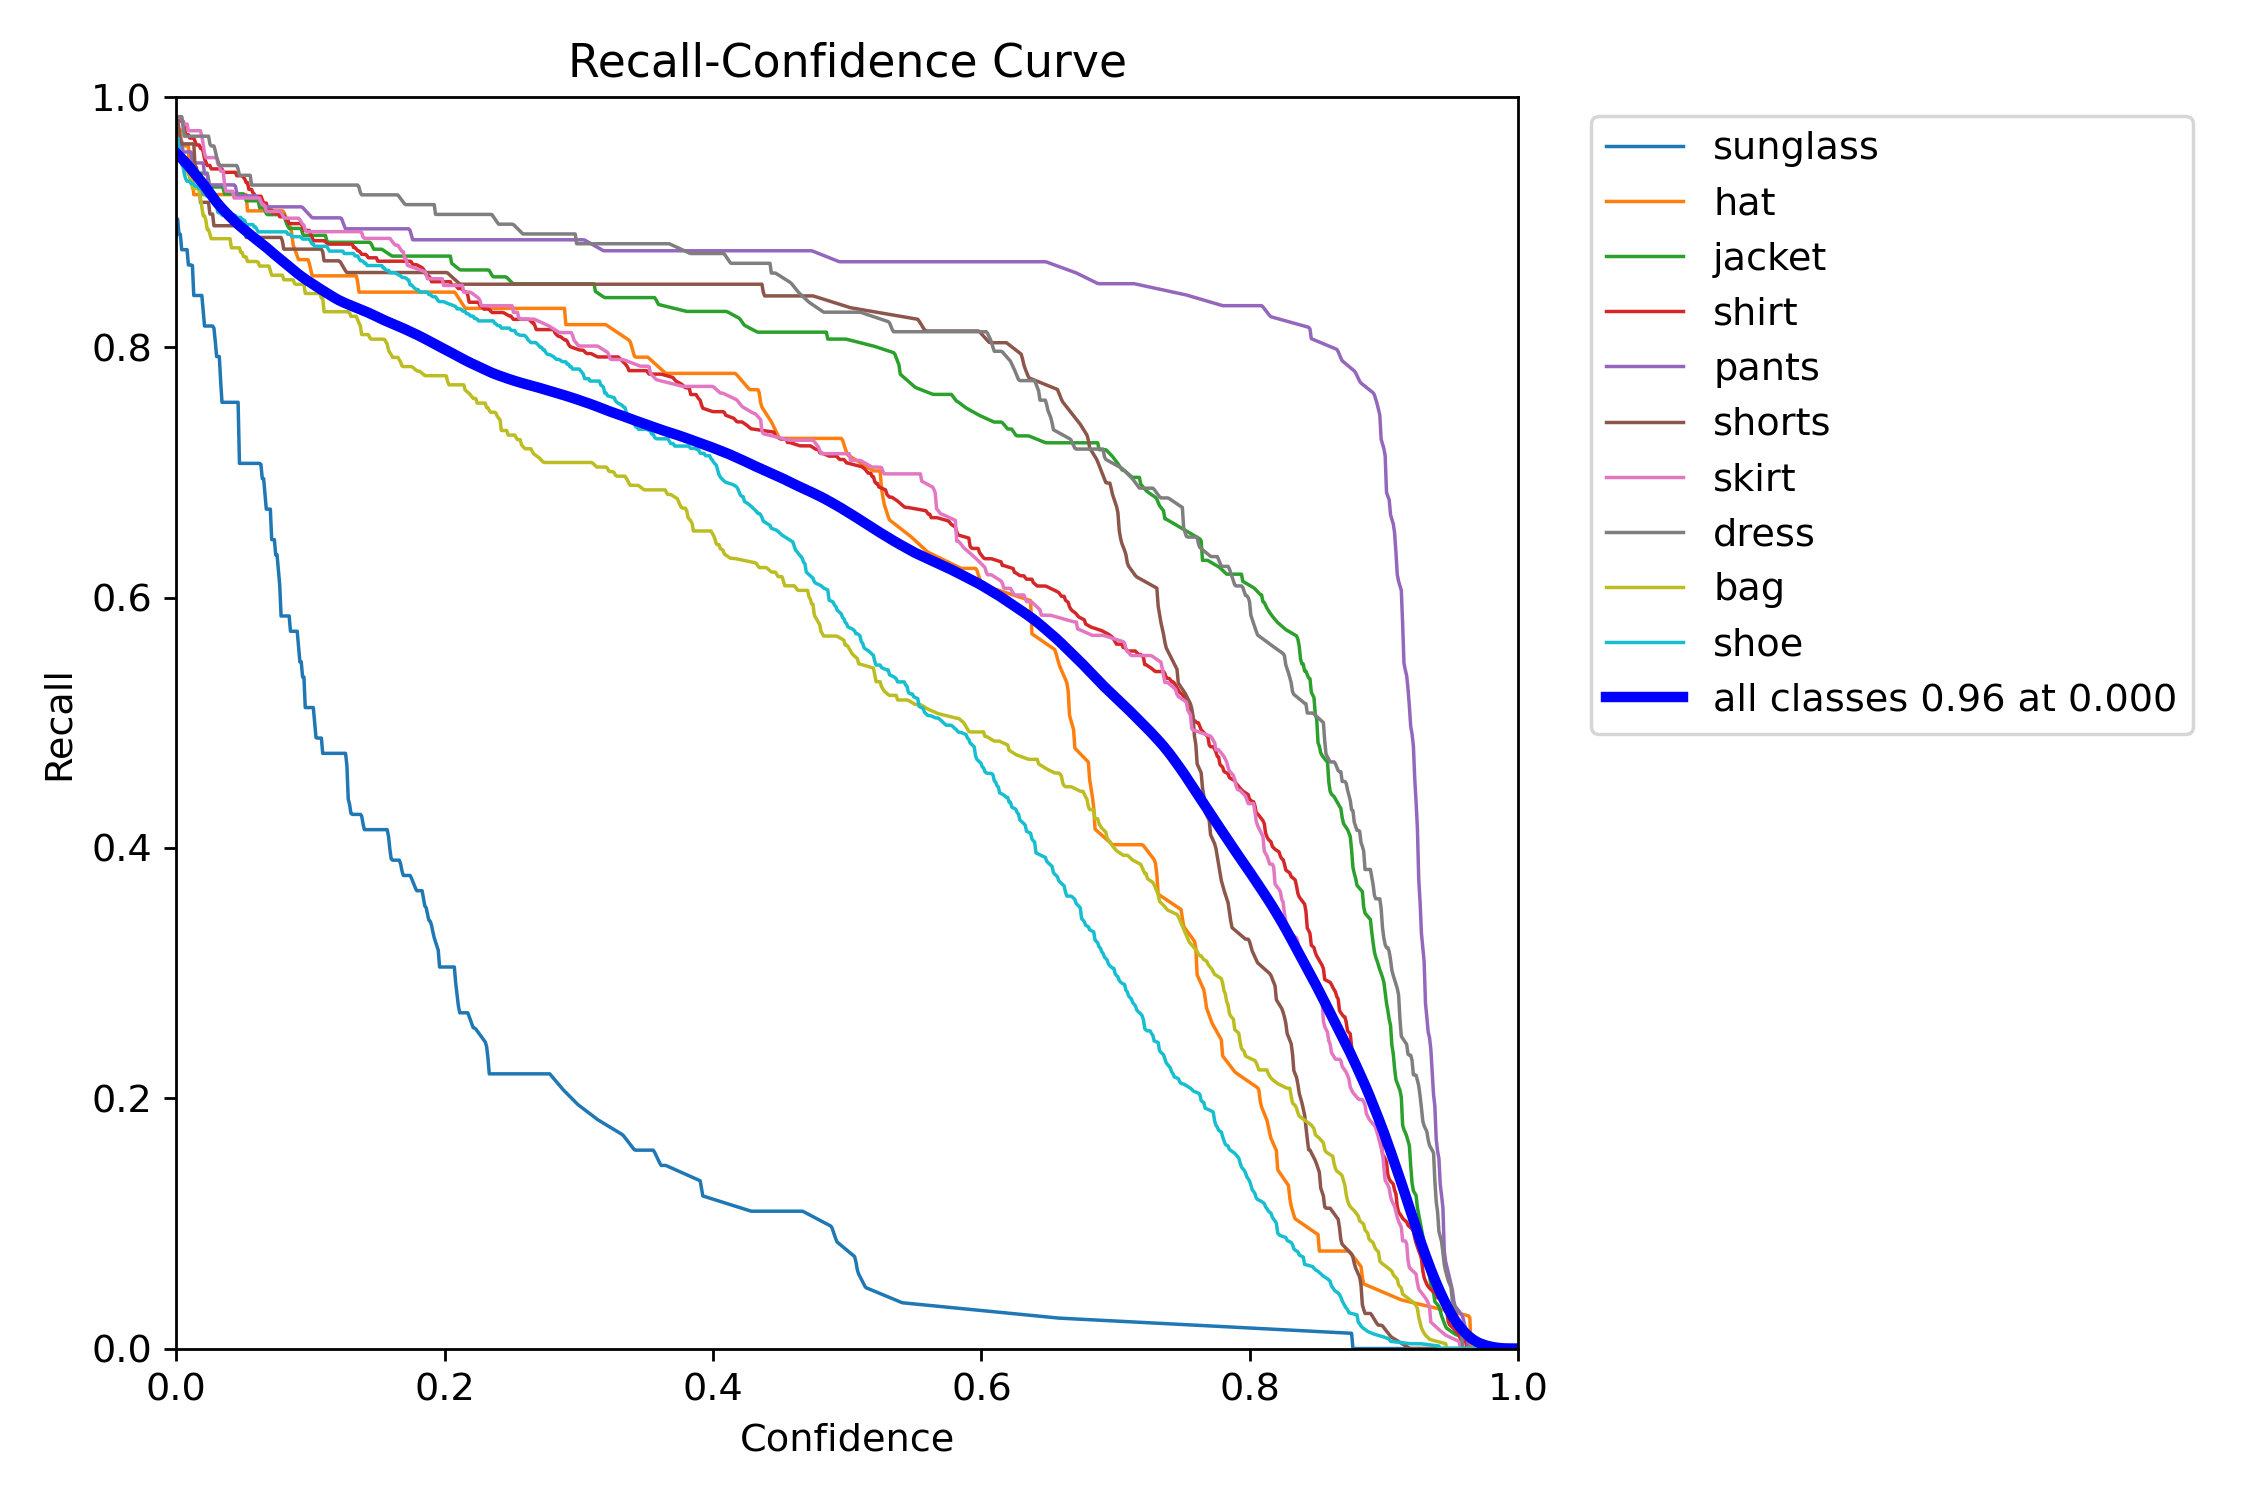 Recall-Confidence Curve
1.0
0.8
0.6
0.4
0.2
0.0
Recall
0.0 0.2 0.4 0.6 0.8 1.0
Confidence
sunglass
hat
jacket
shirt
pants
shorts
skirt
dress
bag
shoe
all classes 0.96 at 0.000